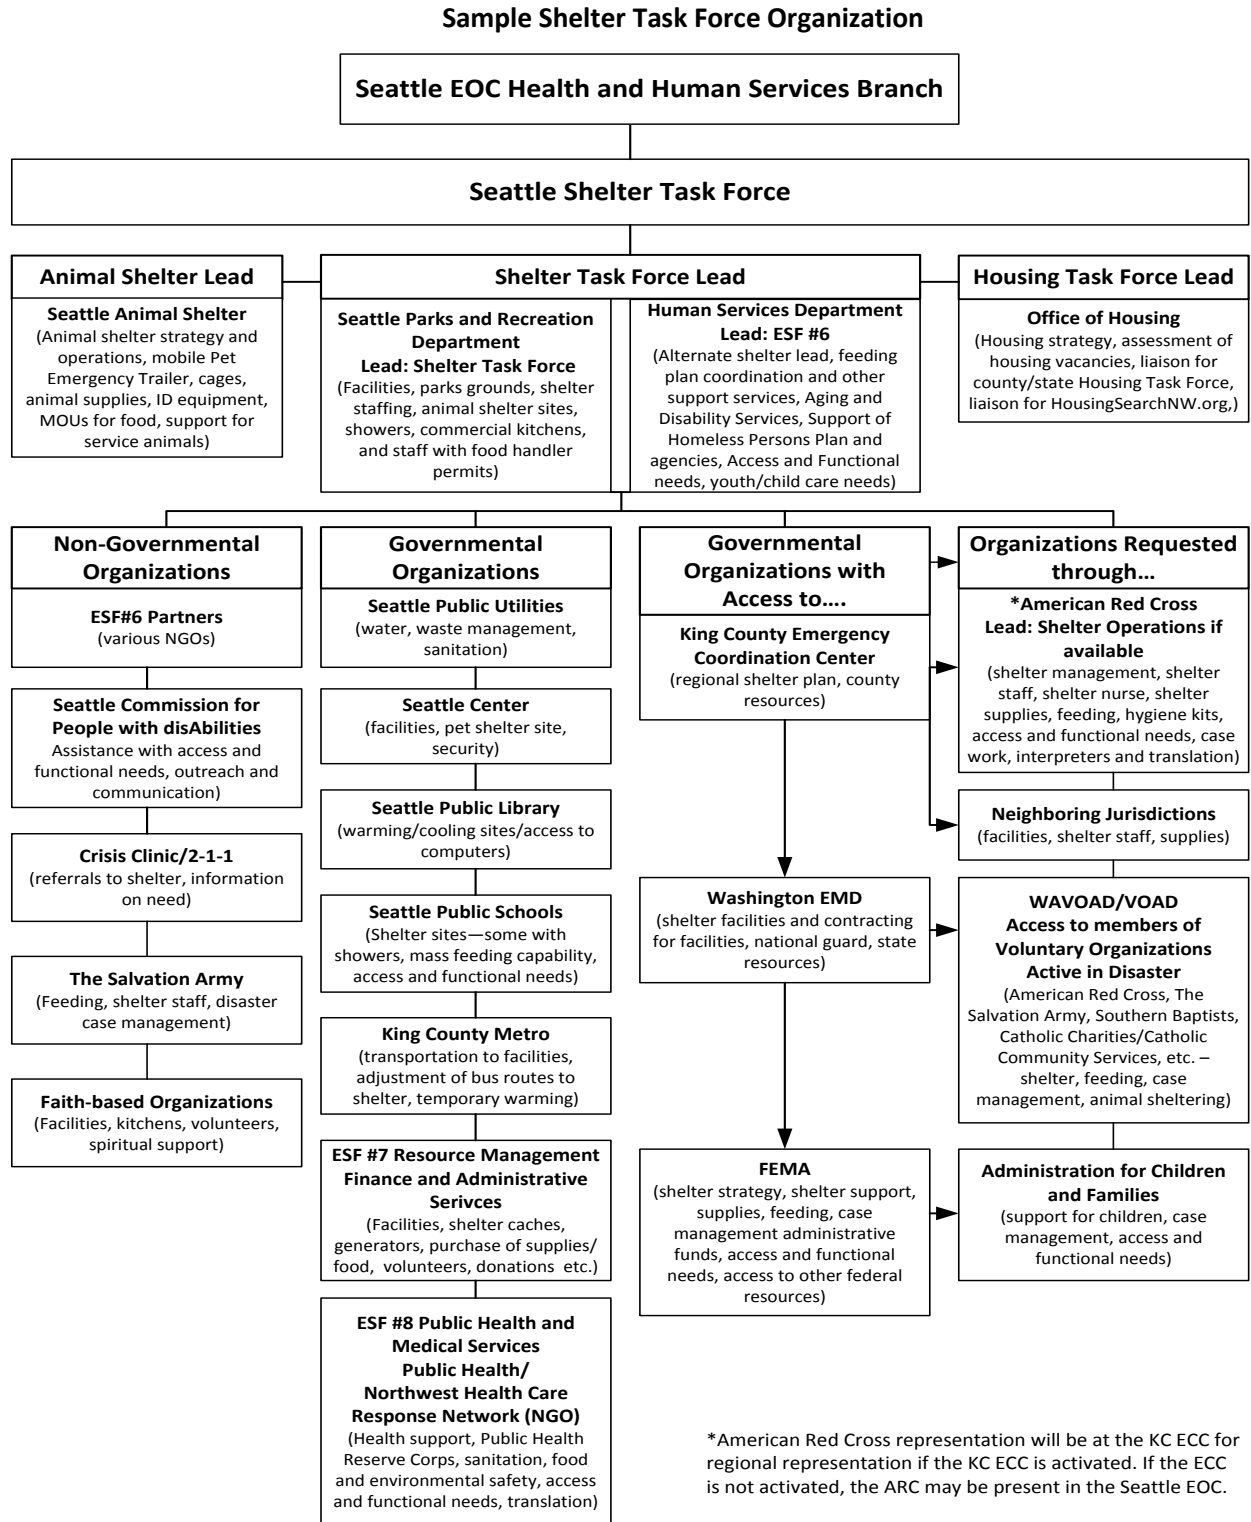 Sample Shelter Task Force Organization
Seattle EOC Health and Human Services Branch
Seattle Shelter Task Force
Animal Shelter Lead
Seattle Animal Shelter
(Animal shelter strategy and
operations, mobile Pet
Emergency Trailer, cages,
animal supplies, ID equipment,
MOUs for food, support for
service animals)
Shelter Task Force Lead
Seattle Parks and Recreation
Department
Lead: Shelter Task Force
(Facilities, parks grounds, shelter
staffing, animal shelter sites,
showers, commercial kitchens,
and staff with food handler
permits)
Human Services Department
Lead: ESF #6
(Alternate shelter lead, feeding
plan coordination and other
support services, Aging and
Disability Services, Support of
Homeless Persons Plan and
agencies, Access and Functional
needs, youth/child care needs)
Housing Task Force Lead
Office of Housing
(Housing strategy, assessment of
housing vacancies, liaison for
county/state Housing Task Force,
liaison for HousingSearchNW.org,)
Non-Governmental
Organizations
ESF#6 Partners
(various NGOs)
Seattle Commission for
People with disAbilities
Assistance with access and
functional needs, outreach and
communication)
Crisis Clinic/2-1-1
(referrals to shelter, information
on need)
The Salvation Army
(Feeding, shelter staff, disaster
case management)
Faith-based Organizations
(Facilities, kitchens, volunteers,
spiritual support)
Governmental
Organizations
Seattle Public Utilities
(water, waste management,
sanitation)
Seattle Center
(facilities, pet shelter site,
security)
Seattle Public Library
(warming/cooling sites/access to
computers)
Seattle Public Schools
(Shelter sites—some with
showers, mass feeding capability,
access and functional needs)
King County Metro
(transportation to facilities,
adjustment of bus routes to
shelter, temporary warming)
ESF #7 Resource Management
Finance and Administrative
Serivces
(Facilities, shelter caches,
generators, purchase of supplies/
food, volunteers, donations etc.)
ESF #8 Public Health and
Medical Services
Public Health/
Northwest Health Care
Response Network (NGO)
(Health support, Public Health
Reserve Corps, sanitation, food
and environmental safety, access
and functional needs, translation)
Governmental
Organizations with
Access to....
King County Emergency
Coordination Center
(regional shelter plan, county
resources)
Washington EMD
(shelter facilities and contracting
for facilities, national guard, state
resources)
FEMA
(shelter strategy, shelter support,
supplies, feeding, case
management administrative
funds, access and functional
needs, access to other federal
resources)
Organizations Requested
through...
*American Red Cross
Lead: Shelter Operations if
available
(shelter management, shelter
staff, shelter nurse, shelter
supplies, feeding, hygiene kits,
access and functional needs, case
work, interpreters and translation)
Neighboring Jurisdictions
(facilities, shelter staff, supplies)
WAVOAD/VOAD
Access to members of
Voluntary Organizations
Active in Disaster
(American Red Cross, The
Salvation Army, Southern Baptists,
Catholic Charities/Catholic
Community Services, etc. –
shelter, feeding, case
management, animal sheltering)
Administration for Children
and Families
(support for children, case
management, access and
functional needs)
*American Red Cross representation will be at the KC ECC for
regional representation if the KC ECC is activated. If the ECC
is not activated, the ARC may be present in the Seattle EOC.